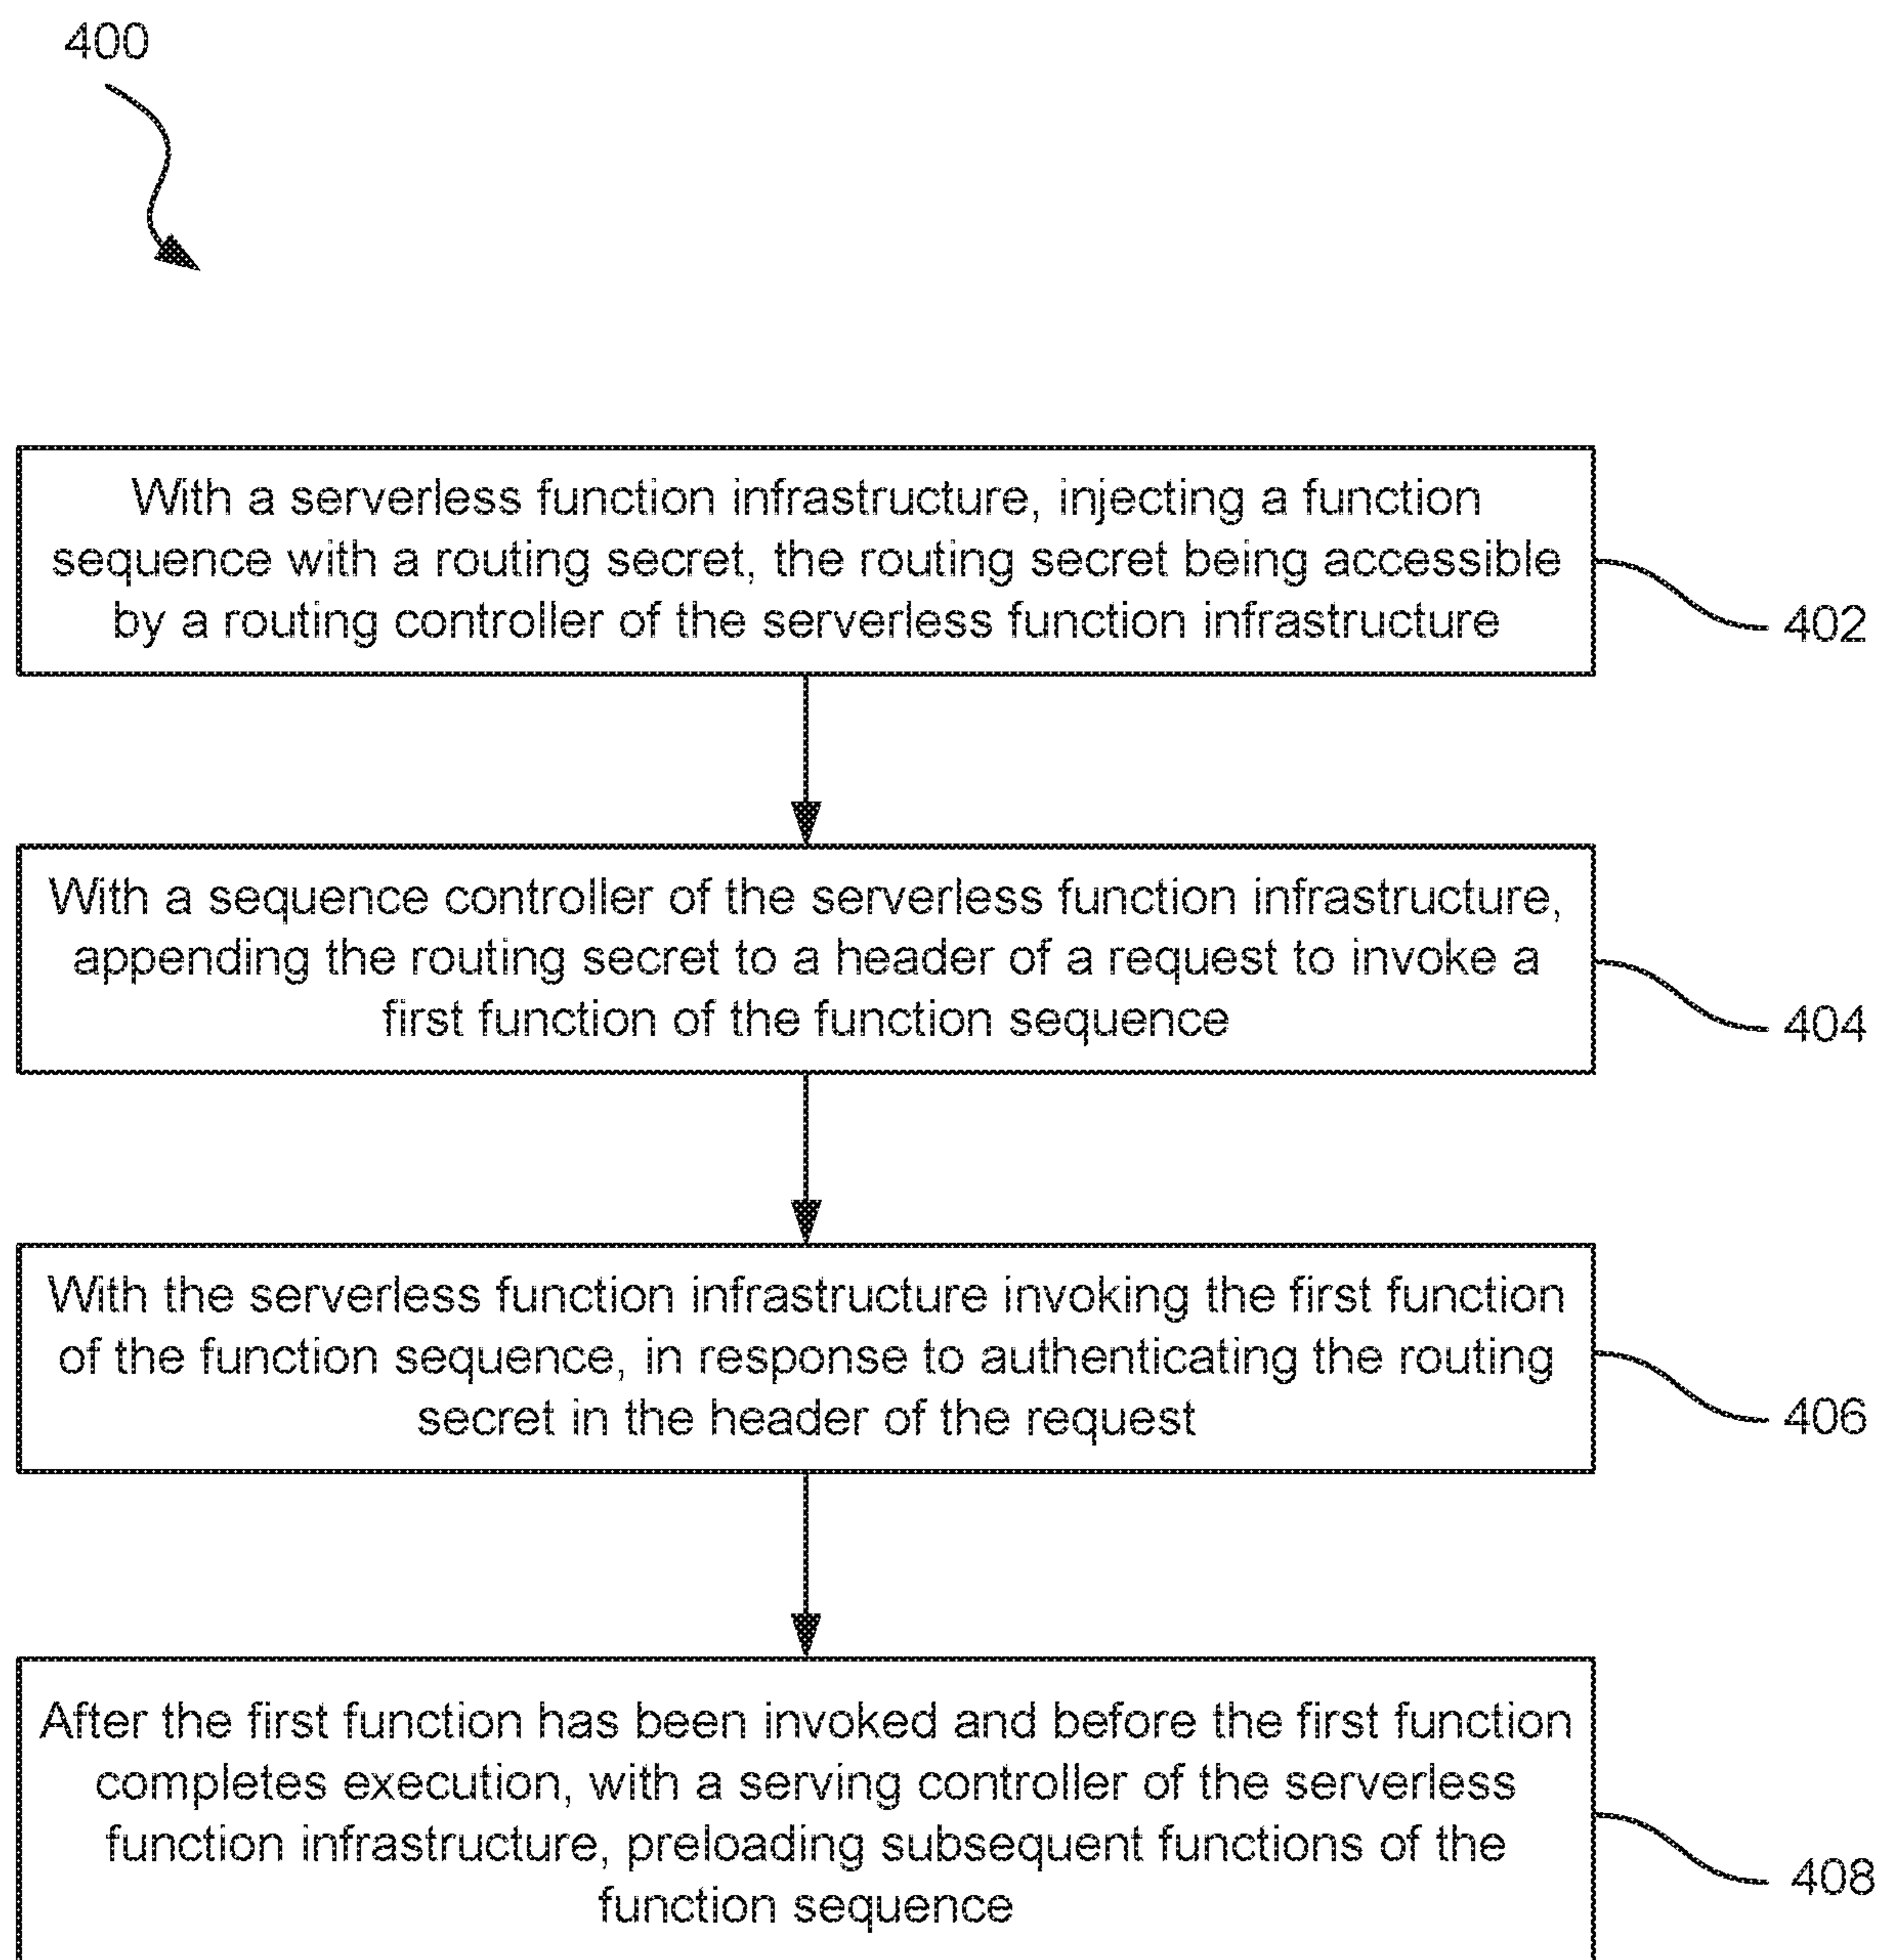 400
With a serverless function infrastructure, injecting a function
sequence with a routing secret, the routing secret being accessible
by a routing controller of the serverless function infrastructure
402
With a sequence controller of the serverless function infrastructure,
appending the routing secret to a header of a request to invoke a
first function of the function sequence
404
With the serverless function infrastructure invoking the first function
of the function sequence, in response to authenticating the routing
secret in the header of the request
406
After the first function has been invoked and before the first function
completes execution, with a serving controller of the serverless
function infrastructure, preloading subsequent functions of the
function sequence
408